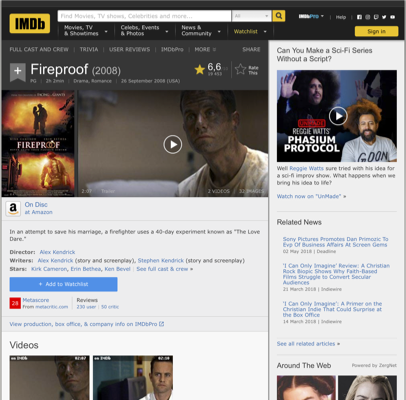 IMDb
Find Movies, TV shows, Celebrities and more...
All
IMDbPro
Help
Movies, TV & Showtimes
Celebs, Events & Photos
News & Community
Watchlist
Sign in
FULL CAST AND CREW | TRIVIA | USER REVIEWS | IMDbPro | MORE
SHARE
Fireproof (2008)
PG | 2h 2min | Drama, Romance | 26 September 2008 (USA)
6,6
Rate This
FIREPROOF
2:07
Trailer
2 VIDEOS
On Disc
at Amazon
In an attempt to save his marriage, a firefighter uses a 40-day experiment known as "The Love
Dare."
Director: Alex Kendrick
Writers: Alex Kendrick (story and screenplay), Stephen Kendrick (story and screenplay)
Stars: Kirk Cameron, Erin Bethea, Ken Bevel | See full cast & crew »
+ Add to Watchlist
28
Metascore
From metacritic.com
Reviews
230 user | 50 critic
View production, box office, & company info on IMDbPro
Videos
Can You Make a Sci-Fi Series
Without a Script?
REGGIE WATTS'
PHASIUM
PROTOCOL
Well Reggie Watts sure tried with his idea for
a sci-fi improv show. What happens when we
bring his idea to life?
Watch now on "UnMade" »
Related News
Sony Pictures Promotes Dan Primozic To
Evp Of Business Affairs At Screen Gems
02 May 2019 | Deadline
'I Can Only Imagine' Review: A Christian
Rock Biopic Shows Why Faith-Based
Films Struggle to Convert Secular
Audiences
21 March 2018 | Indiewire
'I Can Only Imagine': A Primer on the
Christian Indie That Could Surprise at
the Box Office
14 March 2018 | Indiewire
See all related articles »
Around The Web
Powered by ZergNet